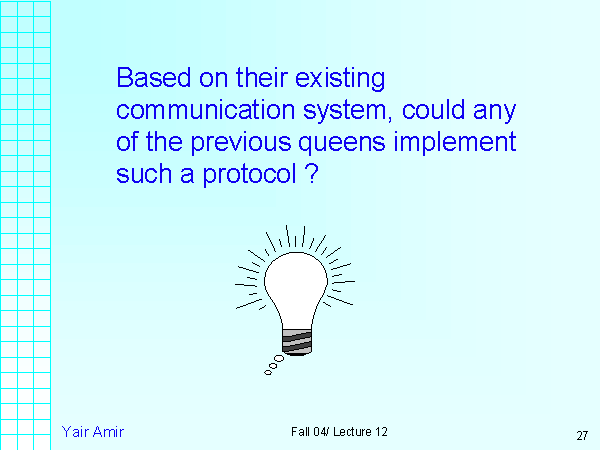 Based on their existing
communication system, could any
of the previous queens implement
such a protocol ?
Yair Amir
Fall 04/ Lecture 12
27